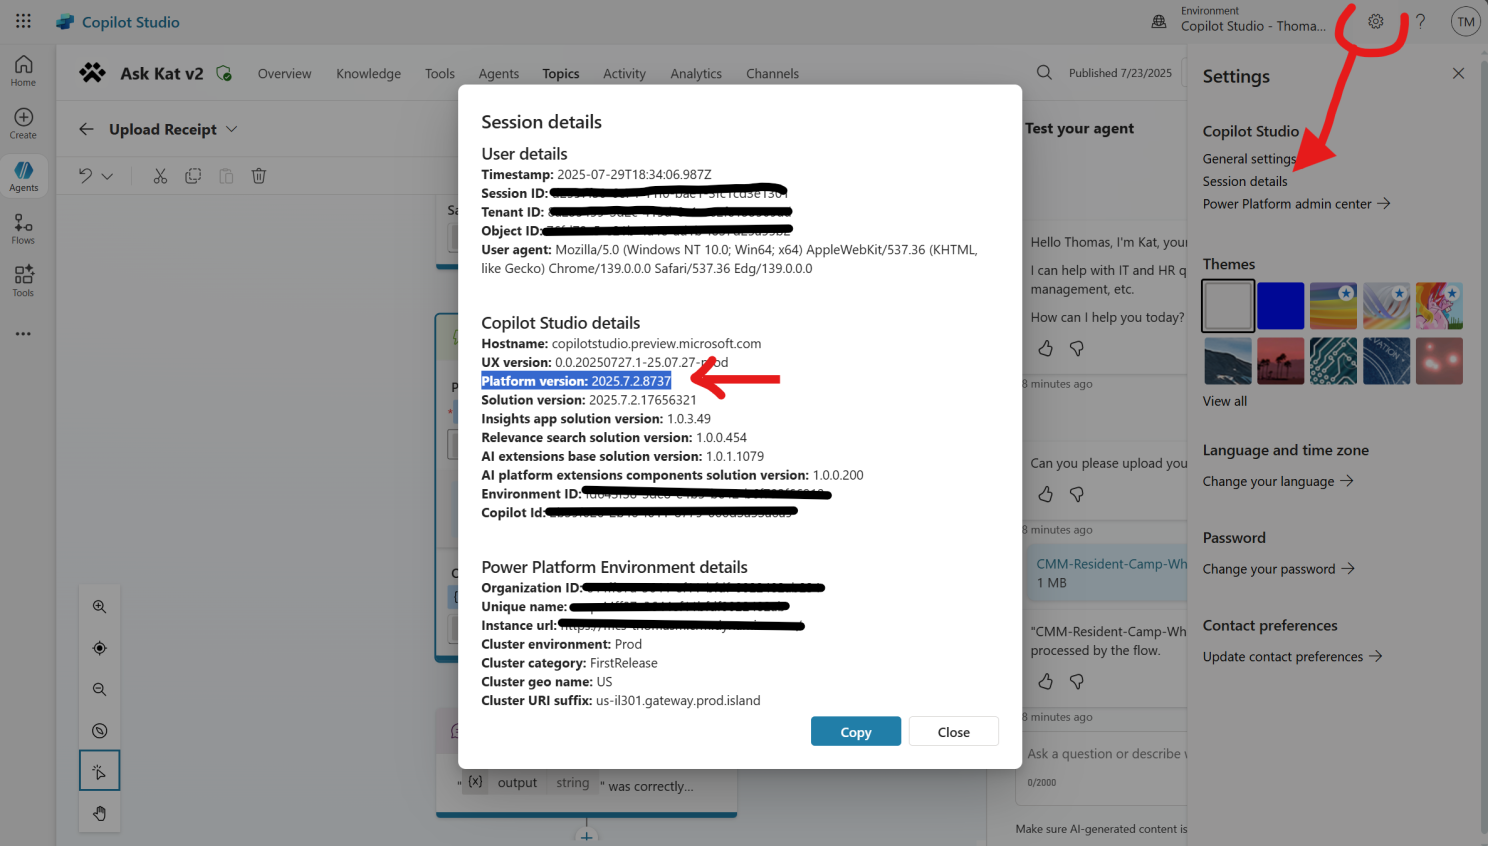 Copilot Studio
Environment
Copilot Studio - Thoma...
?
TM
Home
Create
Agents
Flows
Tools
Ask Kat v2
Overview
Knowledge
Tools
Agents
Topics
Activity
Analytics
Channels
Published 7/23/2025
Upload Receipt
Session details
User details
Timestamp: 2025-07-29T18:34:06.987Z
Session ID:
Tenant ID:
Object ID:
User agent: Mozilla/5.0 (Windows NT 10.0; Win64; x64) AppleWebKit/537.36 (KHTML,
like Gecko) Chrome/139.0.0.0 Safari/537.36 Edg/139.0.0.0
Copilot Studio details
Hostname: copilotstudio.preview.microsoft.com
UX version: 0.0.20250727.1-25.07.27-prod
Platform version: 2025.7.2.8737
Solution version: 2025.7.2.17656321
Insights app solution version: 1.0.3.49
Relevance search solution version: 1.0.0.454
AI extensions base solution version: 1.0.1.1079
AI platform extensions components solution version: 1.0.0.200
Environment ID:
Copilot Id:
Power Platform Environment details
Organization ID:
Unique name:
Instance url:
Cluster environment: Prod
Cluster category: FirstRelease
Cluster geo name: US
Cluster URI suffix: us-il301.gateway.prod.island
Copy
Close
" {x} output string " was correctly...
Test your agent
Hello Thomas, I'm Kat, your
I can help with IT and HR q
management, etc.
How can I help you today?
8 minutes ago
Can you please upload you
8 minutes ago
CMM-Resident-Camp-Wh
1 MB
"CMM-Resident-Camp-Wh
processed by the flow.
8 minutes ago
Ask a question or describe w
0/2000
Make sure AI-generated content is
Settings
Copilot Studio
General settings
Session details
Power Platform admin center
Themes
View all
Language and time zone
Change your language
Password
Change your password
Contact preferences
Update contact preferences